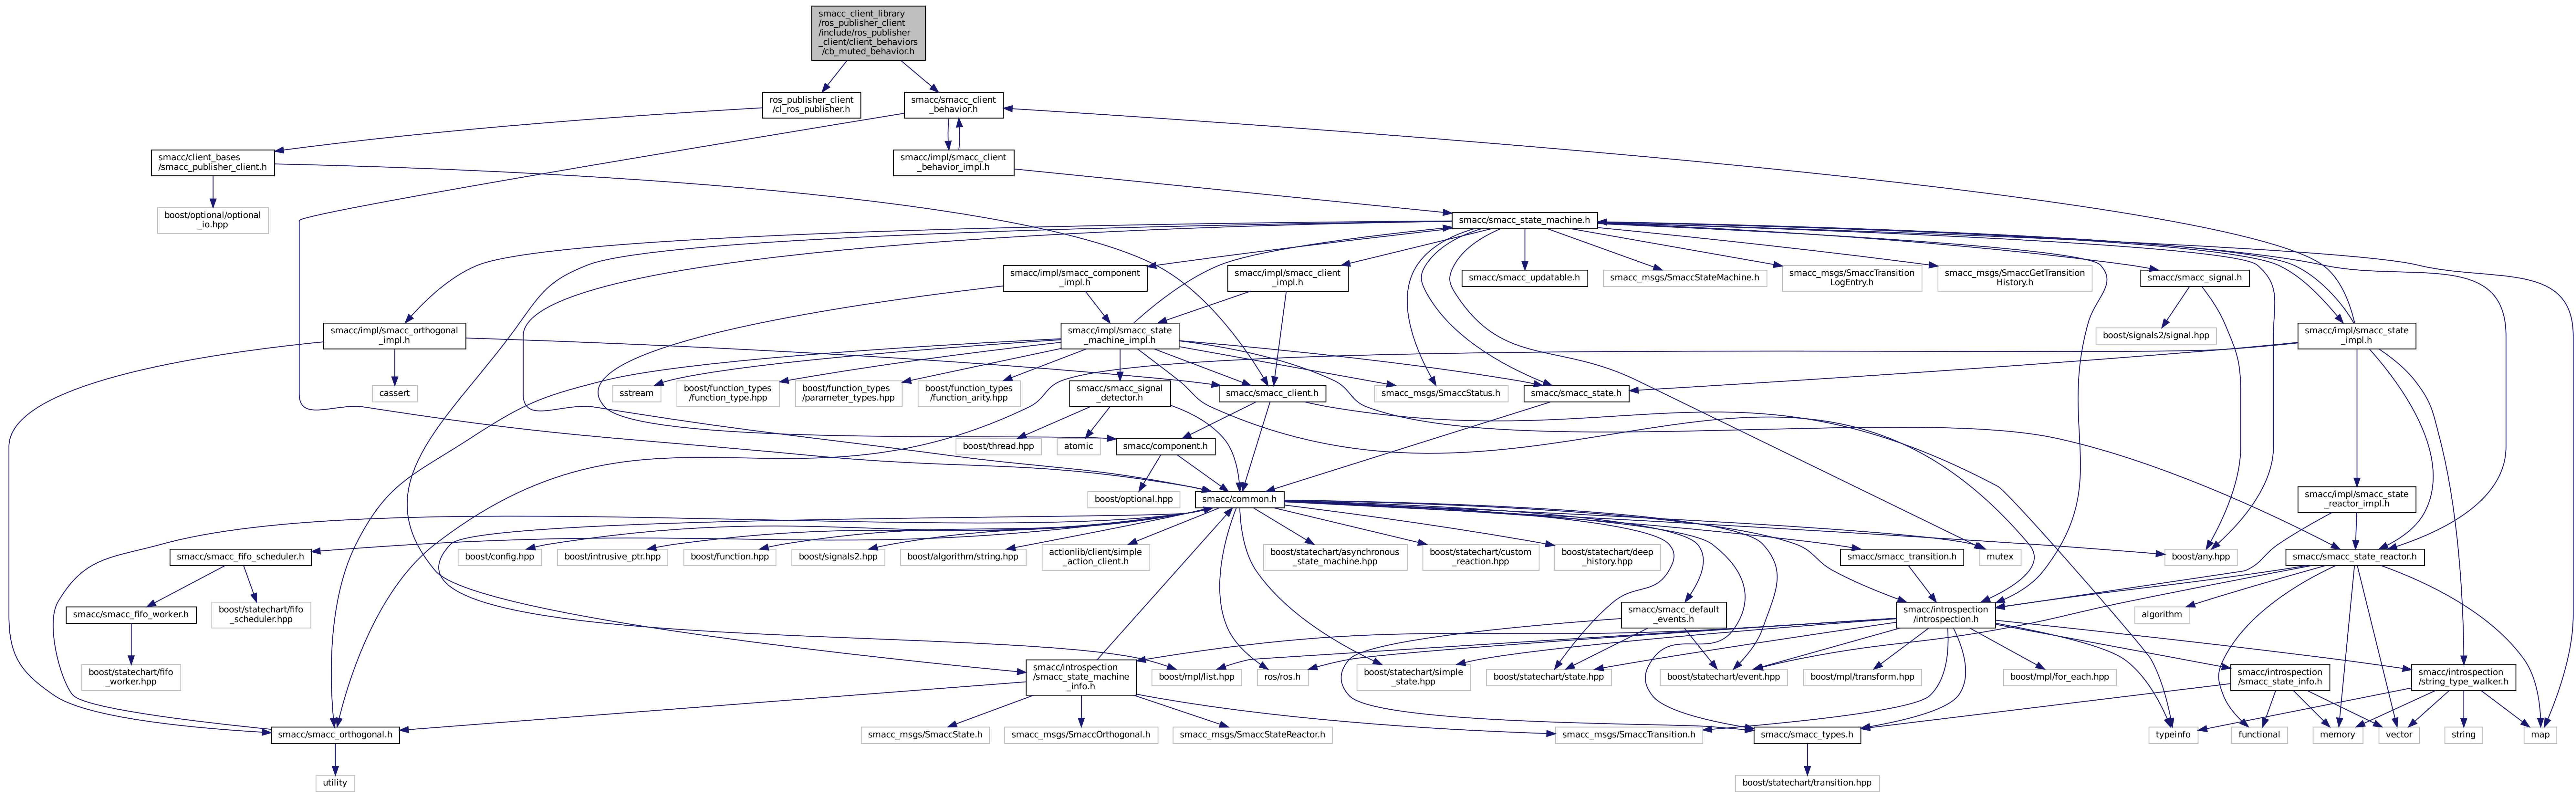 smacc_client_library
/ros_publisher_client
/include/ros_publisher
_client/client_behaviors
/cb_muted_behavior.h
ros_publisher_client
/cl_ros_publisher.h
smacc/smacc_client
_behavior.h
smacc/client_bases
/smacc_publisher_client.h
smacc/impl/smacc_client
_behavior_impl.h
boost/optional/optional
_io.hpp
smacc/smacc_state_machine.h
smacc/impl/smacc_component
_impl.h
smacc/impl/smacc_client
_impl.h
smacc/smacc_updatable.h
smacc_msgs/SmaccStateMachine.h
smacc_msgs/SmaccTransition
LogEntry.h
smacc_msgs/SmaccGetTransition
History.h
smacc/smacc_signal.h
smacc/impl/smacc_orthogonal
_impl.h
smacc/impl/smacc_state
_machine_impl.h
boost/signals2/signal.hpp
smacc/impl/smacc_state
_impl.h
cassert
sstream
boost/function_types
/function_type.hpp
boost/function_types
/parameter_types.hpp
boost/function_types
/function_arity.hpp
smacc/smacc_signal
_detector.h
smacc/smacc_client.h
smacc_msgs/SmaccStatus.h
smacc/smacc_state.h
boost/thread.hpp
atomic
smacc/component.h
boost/optional.hpp
smacc/common.h
smacc/impl/smacc_state
_reactor_impl.h
smacc/smacc_fifo_scheduler.h
boost/config.hpp
boost/intrusive_ptr.hpp
boost/function.hpp
boost/signals2.hpp
boost/algorithm/string.hpp
actionlib/client/simple
_action_client.h
boost/statechart/asynchronous
_state_machine.hpp
boost/statechart/custom
_reaction.hpp
boost/statechart/deep
_history.hpp
smacc/smacc_transition.h
mutex
boost/any.hpp
smacc/smacc_state_reactor.h
smacc/smacc_fifo_worker.h
boost/statechart/fifo
_scheduler.hpp
smacc/smacc_default
_events.h
smacc/introspection
/introspection.h
algorithm
boost/statechart/fifo
_worker.hpp
smacc/introspection
/smacc_state_machine
_info.h
boost/mpl/list.hpp
ros/ros.h
boost/statechart/simple
_state.hpp
boost/statechart/state.hpp
boost/statechart/event.hpp
boost/mpl/transform.hpp
boost/mpl/for_each.hpp
smacc/introspection
/smacc_state_info.h
smacc/introspection
/string_type_walker.h
smacc/smacc_orthogonal.h
smacc_msgs/SmaccState.h
smacc_msgs/SmaccOrthogonal.h
smacc_msgs/SmaccStateReactor.h
smacc_msgs/SmaccTransition.h
smacc/smacc_types.h
typeinfo
functional
memory
vector
string
map
utility
boost/statechart/transition.hpp